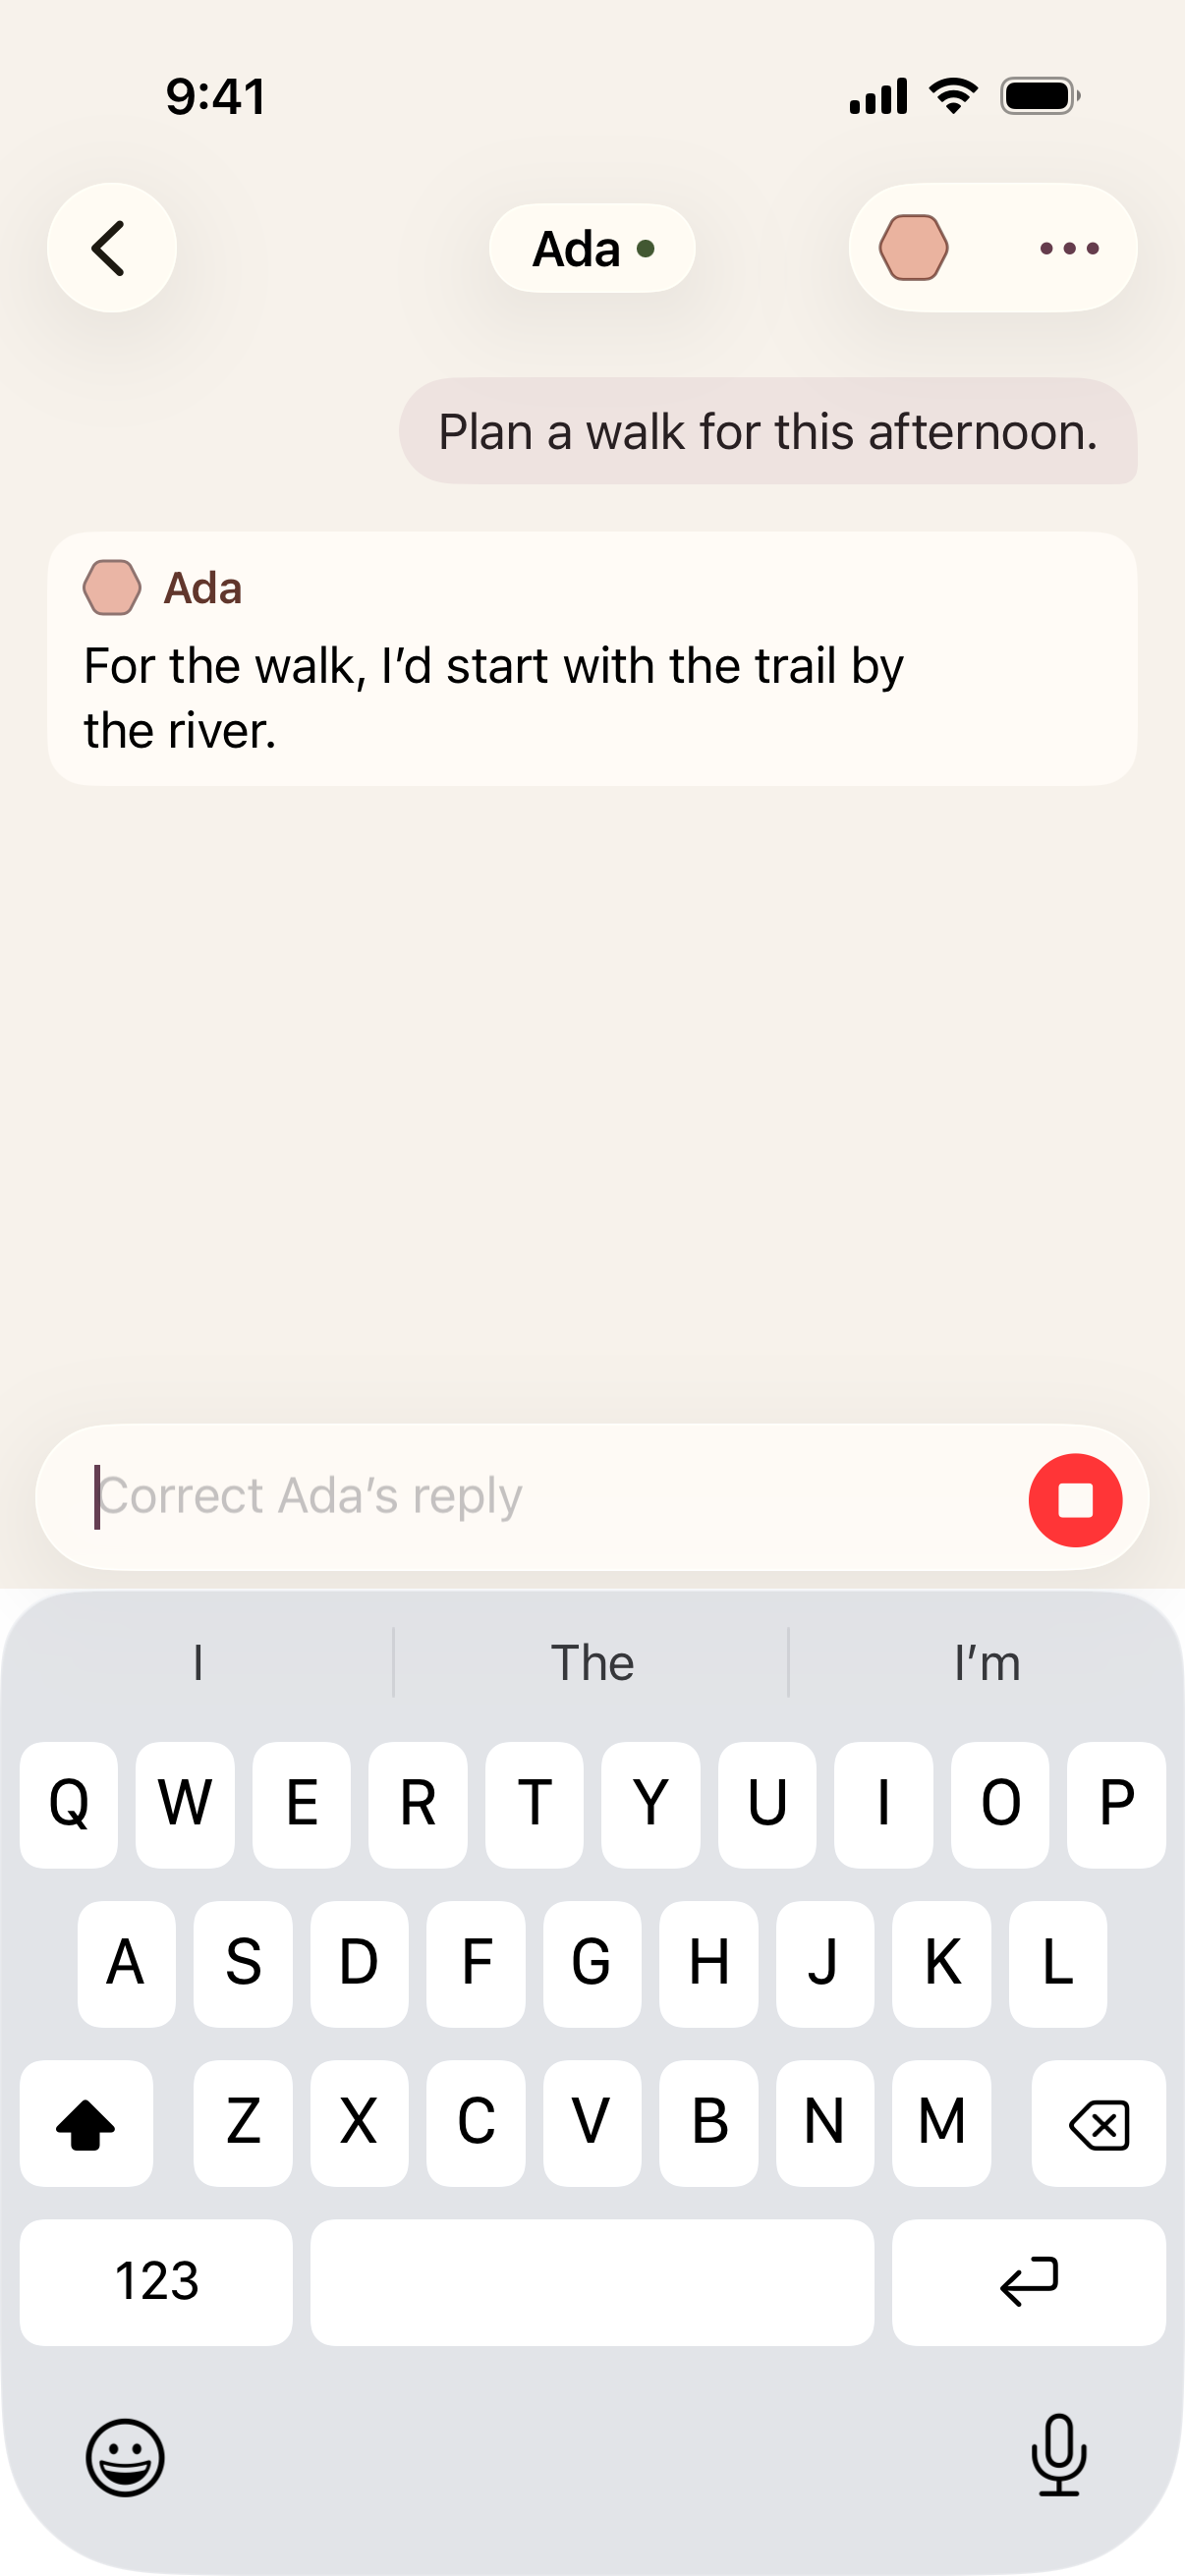 9:41
Ada
Plan a walk for this afternoon.
Ada
For the walk, I’d start with the trail by
the river.
Correct Ada’s reply
I The I’m
Q W E R T Y U I O P
A S D F G H J K L
Z X C V B N M
123